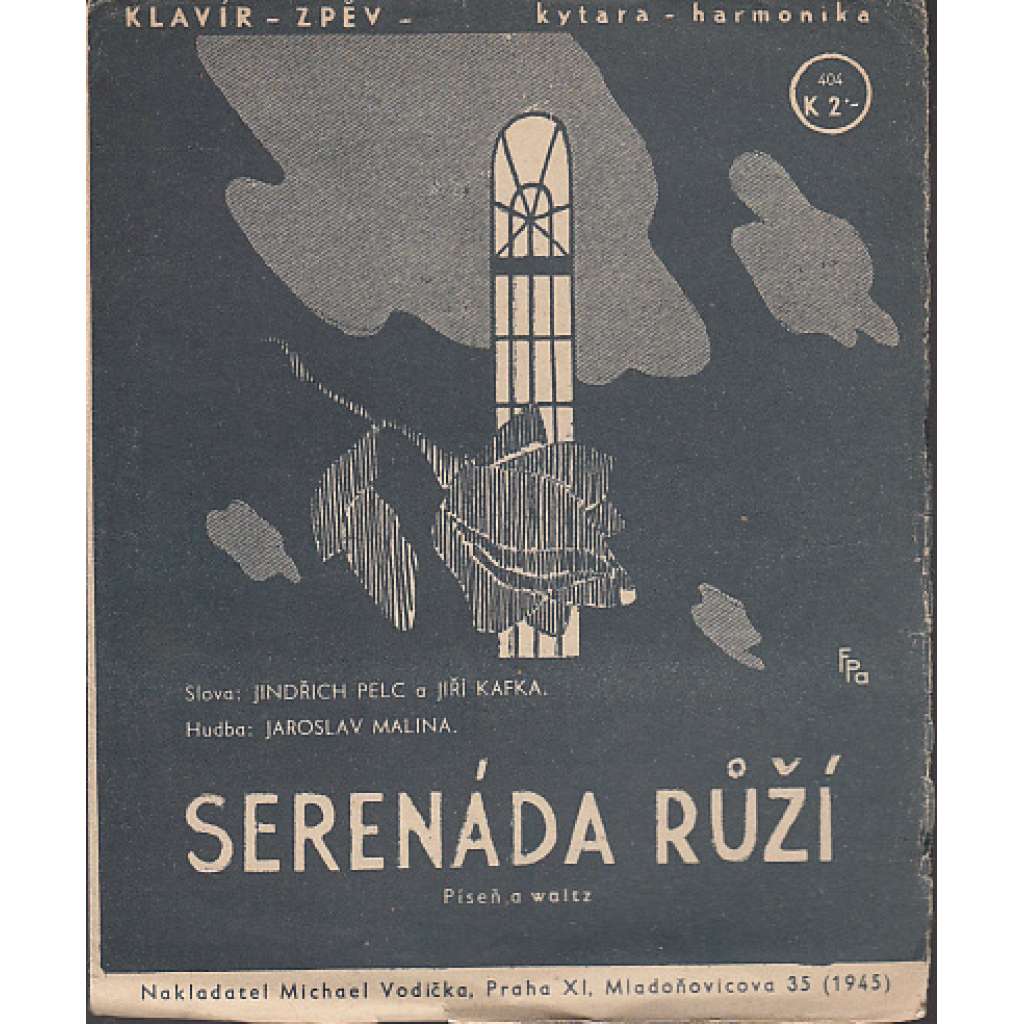 KLAVÍR - ZPĚV - kytara - harmonika
404
K 2·-
FPa
Slova: JINDŘICH PELC a JIŘÍ KAFKA.
Hudba: JAROSLAV MALINA.
SERENÁDA RŮŽÍ
Píseň a waltz
Nakladatel Michael Vodička, Praha XI, Mladoňovicova 35 (1945)